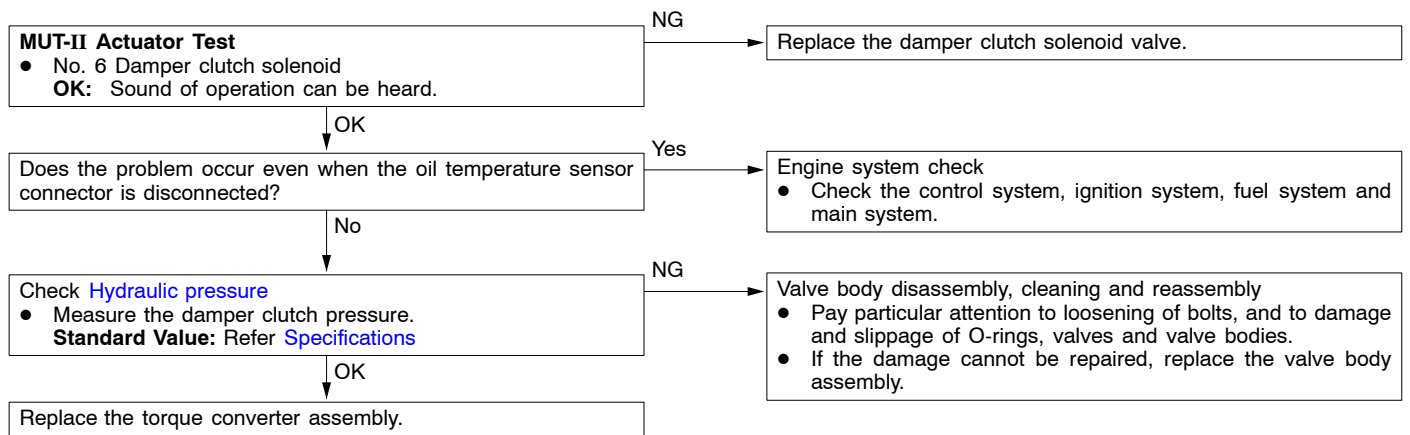 MUT-II Actuator Test
● No. 6 Damper clutch solenoid
OK: Sound of operation can be heard.
NG
Replace the damper clutch solenoid valve.
OK
Does the problem occur even when the oil temperature sensor
connector is disconnected?
Yes
Engine system check
● Check the control system, ignition system, fuel system and
main system.
No
Check Hydraulic pressure
● Measure the damper clutch pressure.
Standard Value: Refer Specifications
NG
Valve body disassembly, cleaning and reassembly
● Pay particular attention to loosening of bolts, and to damage
and slippage of O-rings, valves and valve bodies.
● If the damage cannot be repaired, replace the valve body
assembly.
OK
Replace the torque converter assembly.